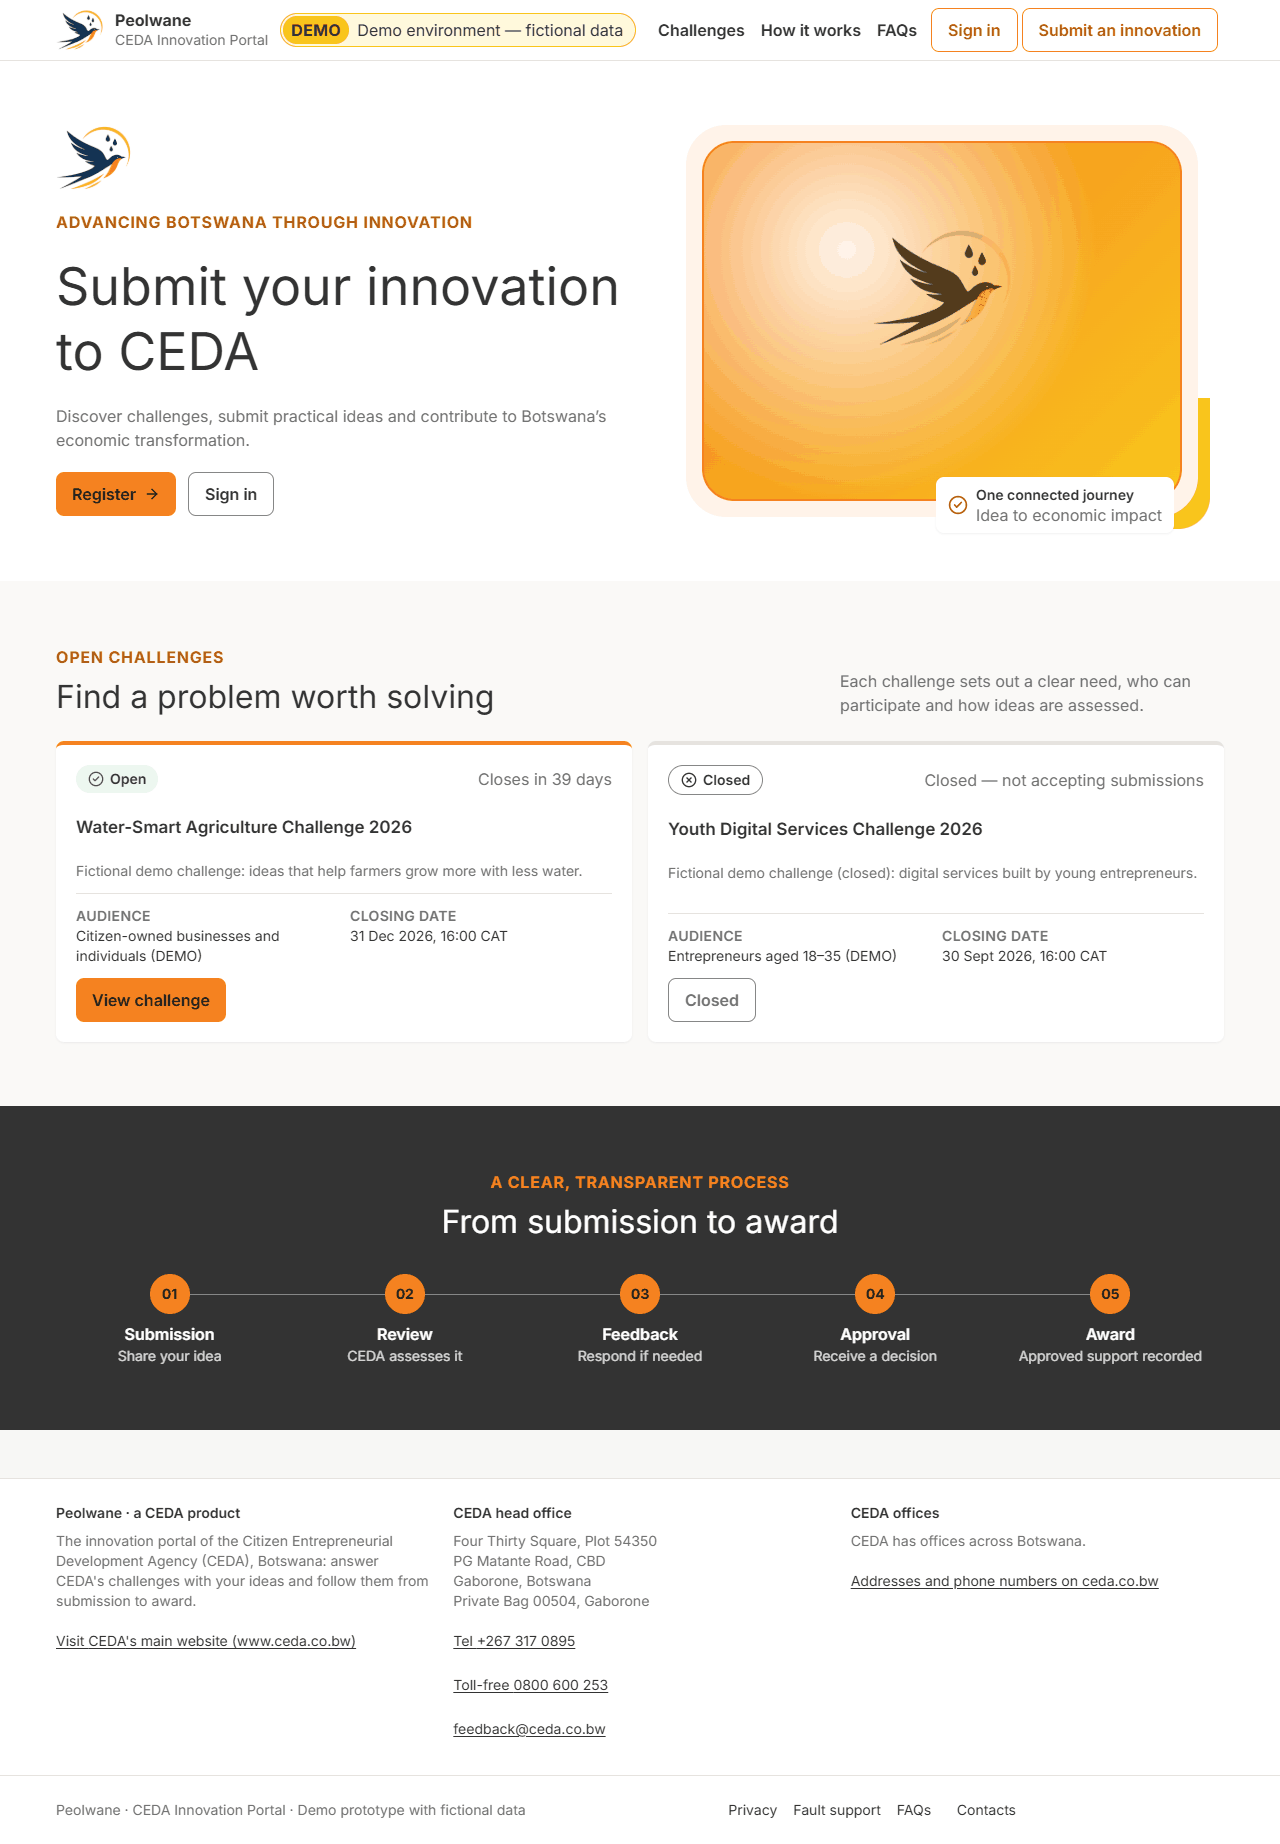 Peolwane
CEDA Innovation Portal
DEMO Demo environment — fictional data
Challenges How it works FAQs Sign in Submit an innovation
ADVANCING BOTSWANA THROUGH INNOVATION
Submit your innovation
to CEDA
Discover challenges, submit practical ideas and contribute to Botswana’s
economic transformation.
Register → Sign in
One connected journey
Idea to economic impact
OPEN CHALLENGES
Find a problem worth solving
Each challenge sets out a clear need, who can
participate and how ideas are assessed.
Open Closes in 39 days
Water-Smart Agriculture Challenge 2026
Fictional demo challenge: ideas that help farmers grow more with less water.
AUDIENCE
Citizen-owned businesses and
individuals (DEMO)
CLOSING DATE
31 Dec 2026, 16:00 CAT
View challenge
Closed Closed — not accepting submissions
Youth Digital Services Challenge 2026
Fictional demo challenge (closed): digital services built by young entrepreneurs.
AUDIENCE
Entrepreneurs aged 18–35 (DEMO)
CLOSING DATE
30 Sept 2026, 16:00 CAT
Closed
A CLEAR, TRANSPARENT PROCESS
From submission to award
01
Submission
Share your idea
02
Review
CEDA assesses it
03
Feedback
Respond if needed
04
Approval
Receive a decision
05
Award
Approved support recorded
Peolwane · a CEDA product
The innovation portal of the Citizen Entrepreneurial
Development Agency (CEDA), Botswana: answer
CEDA's challenges with your ideas and follow them from
submission to award.
Visit CEDA's main website (www.ceda.co.bw)
CEDA head office
Four Thirty Square, Plot 54350
PG Matante Road, CBD
Gaborone, Botswana
Private Bag 00504, Gaborone
Tel +267 317 0895
Toll-free 0800 600 253
feedback@ceda.co.bw
CEDA offices
CEDA has offices across Botswana.
Addresses and phone numbers on ceda.co.bw
Peolwane · CEDA Innovation Portal · Demo prototype with fictional data
Privacy Fault support FAQs Contacts